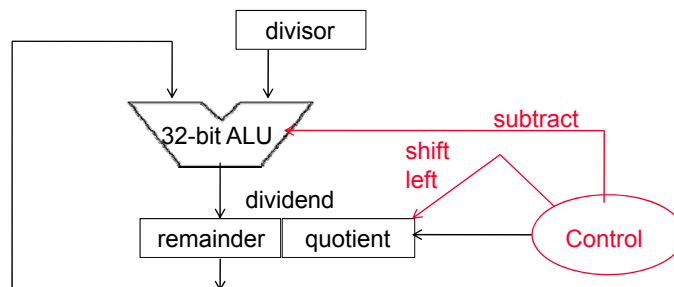 divisor
32-bit ALU
subtract
shift
left
dividend
remainder
quotient
Control